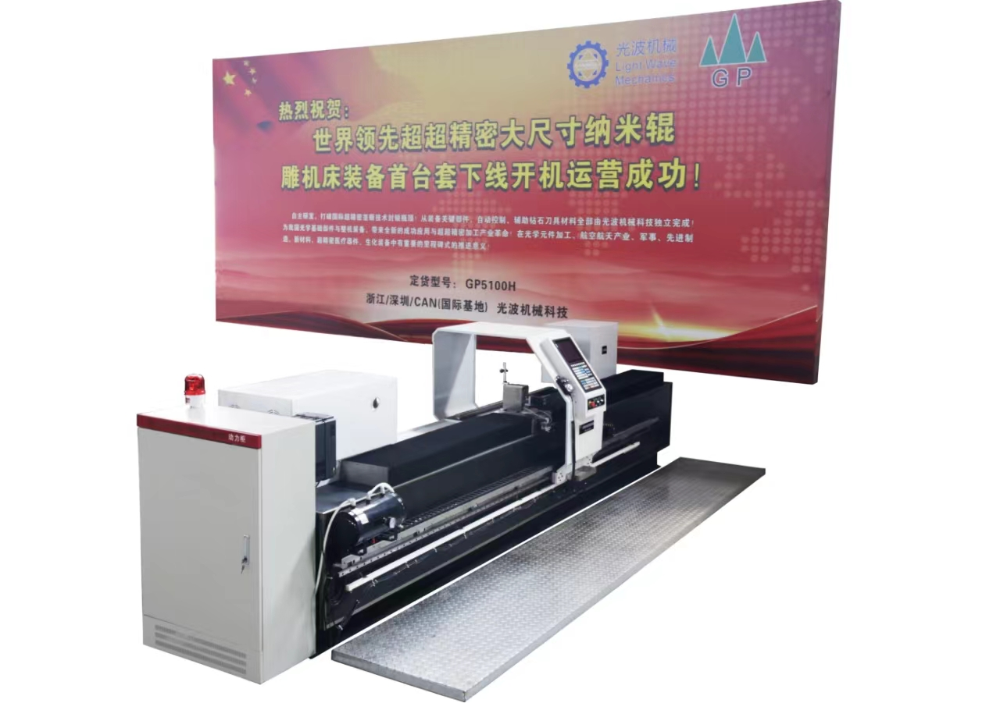 光波机械
Light Wave
Mechamcs
GP
热烈祝贺：
世界领先超超精密大尺寸纳米辊
雕机床装备首台套下线开机运营成功！
自主研发，打破国际超精密垄断技术封锁瓶颈！从装备关键部件，自动控制、辅助钻石刀具材料全部由光波机械科技独立完成！
为我国光学基础部件与整机装备，带来全新的成功应用与超超精密加工产业革命！在光学元件加工、航空航天产业、军事、先进制
造、新材料、超精密医疗器件，生化装备中有重要的里程碑式的推进意义！
定货型号： GP5100H
浙江/深圳/CAN(国际基地) 光波机械科技
动力柜